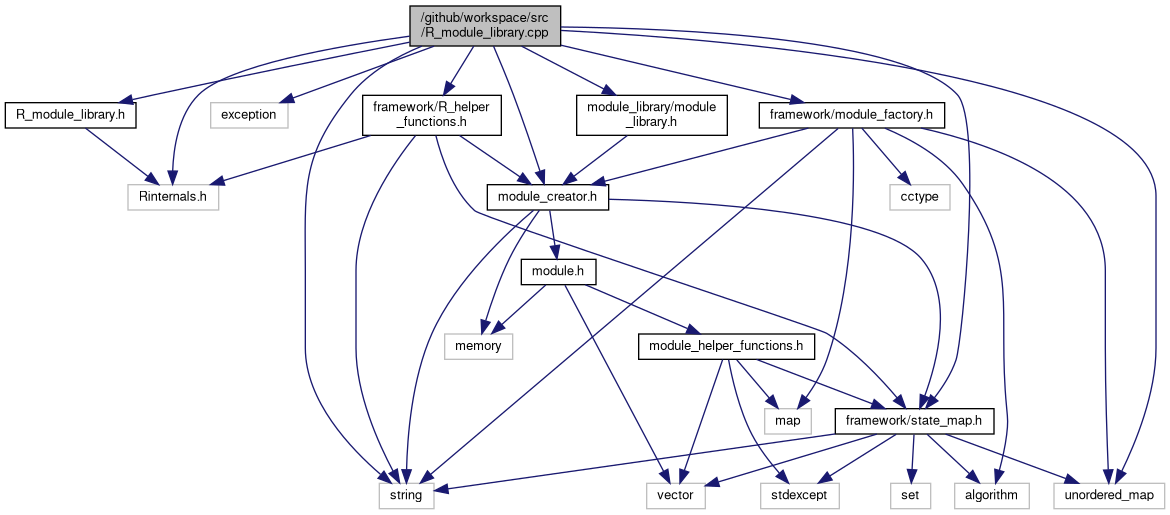 /github/workspace/src
/R_module_library.cpp
R_module_library.h
exception
framework/R_helper
_functions.h
module_library/module
_library.h
framework/module_factory.h
Rinternals.h
module_creator.h
cctype
module.h
memory
module_helper_functions.h
map
framework/state_map.h
string
vector
stdexcept
set
algorithm
unordered_map